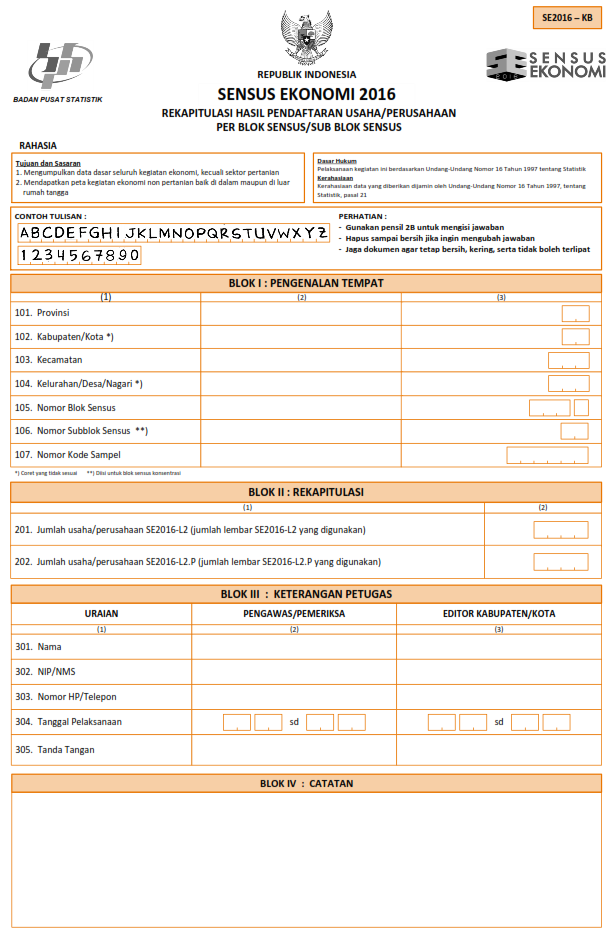 SE2016 – KB
BADAN PUSAT STATISTIK
REPUBLIK INDONESIA
SENSUS EKONOMI 2016
REKAPITULASI HASIL PENDAFTARAN USAHA/PERUSAHAAN
PER BLOK SENSUS/SUB BLOK SENSUS
SENSUS
EKONOMI
2016
RAHASIA
Tujuan dan Sasaran
1. Mengumpulkan data dasar seluruh kegiatan ekonomi, kecuali sektor pertanian
2. Mendapatkan peta kegiatan ekonomi non pertanian baik di dalam maupun di luar
rumah tangga
Dasar Hukum
Pelaksanaan kegiatan ini berdasarkan Undang-Undang Nomor 16 Tahun 1997 tentang Statistik
Kerahasiaan
Kerahasiaan data yang diberikan dijamin oleh Undang-Undang Nomor 16 Tahun 1997, tentang
Statistik, pasal 21
CONTOH TULISAN :
ABCDEFGHIJKLMNOPQRSTUVWXYZ
1234567890
PERHATIAN :
- Gunakan pensil 2B untuk mengisi jawaban
- Hapus sampai bersih jika ingin mengubah jawaban
- Jaga dokumen agar tetap bersih, kering, serta tidak boleh terlipat
BLOK I : PENGENALAN TEMPAT
(1) (2) (3)
101. Provinsi
102. Kabupaten/Kota *)
103. Kecamatan
104. Kelurahan/Desa/Nagari *)
105. Nomor Blok Sensus
106. Nomor Subblok Sensus **)
107. Nomor Kode Sampel
*) Coret yang tidak sesuai **) Diisi untuk blok sensus konsentrasi
BLOK II : REKAPITULASI
(1) (2)
201. Jumlah usaha/perusahaan SE2016-L2 (jumlah lembar SE2016-L2 yang digunakan)
202. Jumlah usaha/perusahaan SE2016-L2.P (jumlah lembar SE2016-L2.P yang digunakan)
BLOK III : KETERANGAN PETUGAS
URAIAN PENGAWAS/PEMERIKSA EDITOR KABUPATEN/KOTA
(1) (2) (3)
301. Nama
302. NIP/NMS
303. Nomor HP/Telepon
304. Tanggal Pelaksanaan sd sd
305. Tanda Tangan
BLOK IV : CATATAN